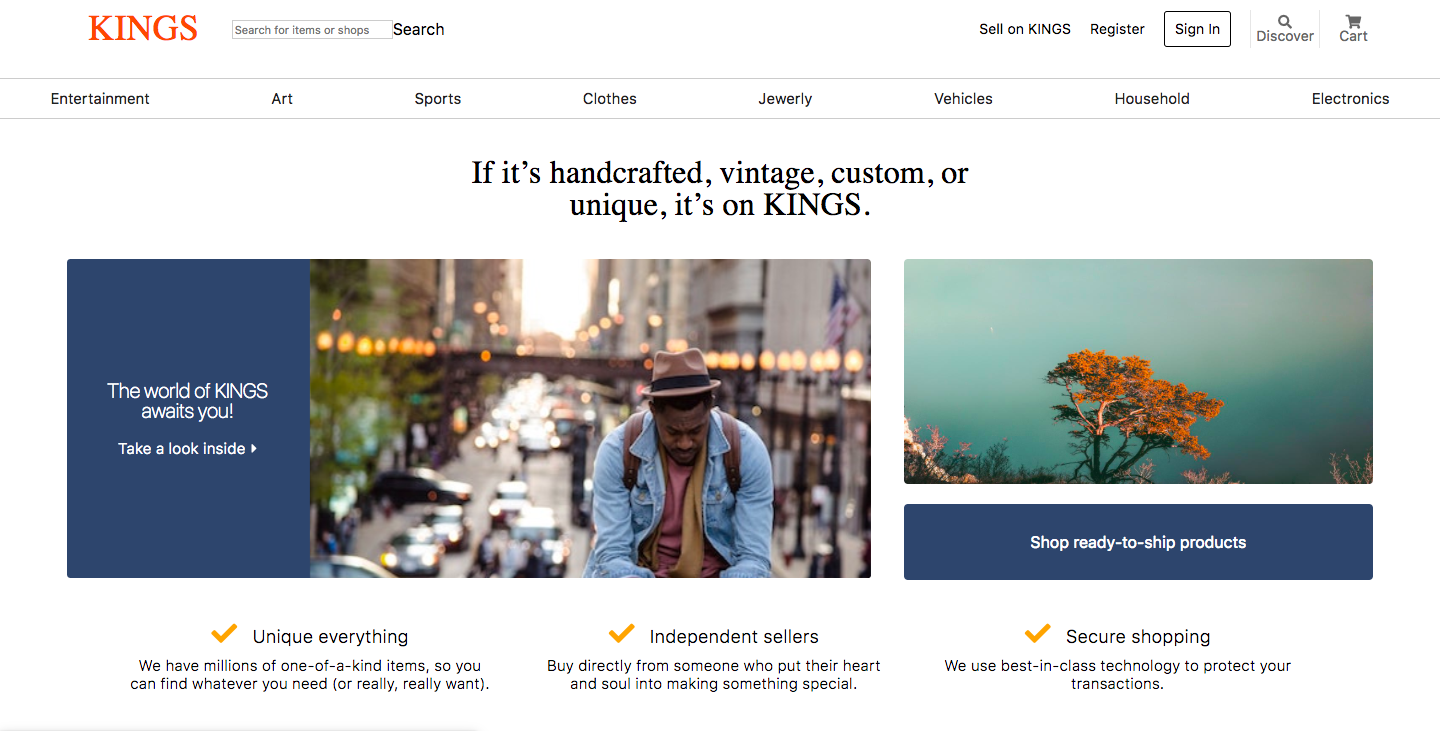 KINGS
Search for items or shops
Search
Sell on KINGS
Register
Sign In
Discover
Cart
Entertainment
Art
Sports
Clothes
Jewerly
Vehicles
Household
Electronics
If it’s handcrafted, vintage, custom, or
unique, it’s on KINGS.
The world of KINGS
awaits you!
Take a look inside
Shop ready-to-ship products
Unique everything
We have millions of one-of-a-kind items, so you
can find whatever you need (or really, really want).
Independent sellers
Buy directly from someone who put their heart
and soul into making something special.
Secure shopping
We use best-in-class technology to protect your
transactions.